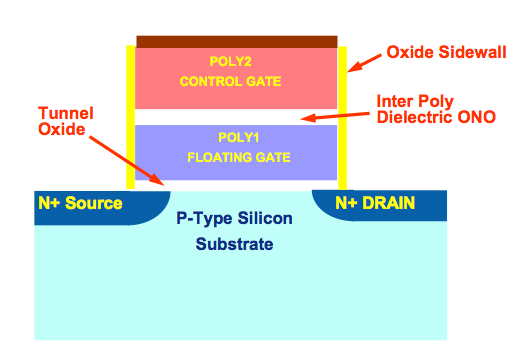 POLY2
CONTROL GATE
Oxide Sidewall
Inter Poly
Dielectric ONO
Tunnel
Oxide
POLY1
FLOATING GATE
N+ Source
P-Type Silicon
Substrate
N+ DRAIN